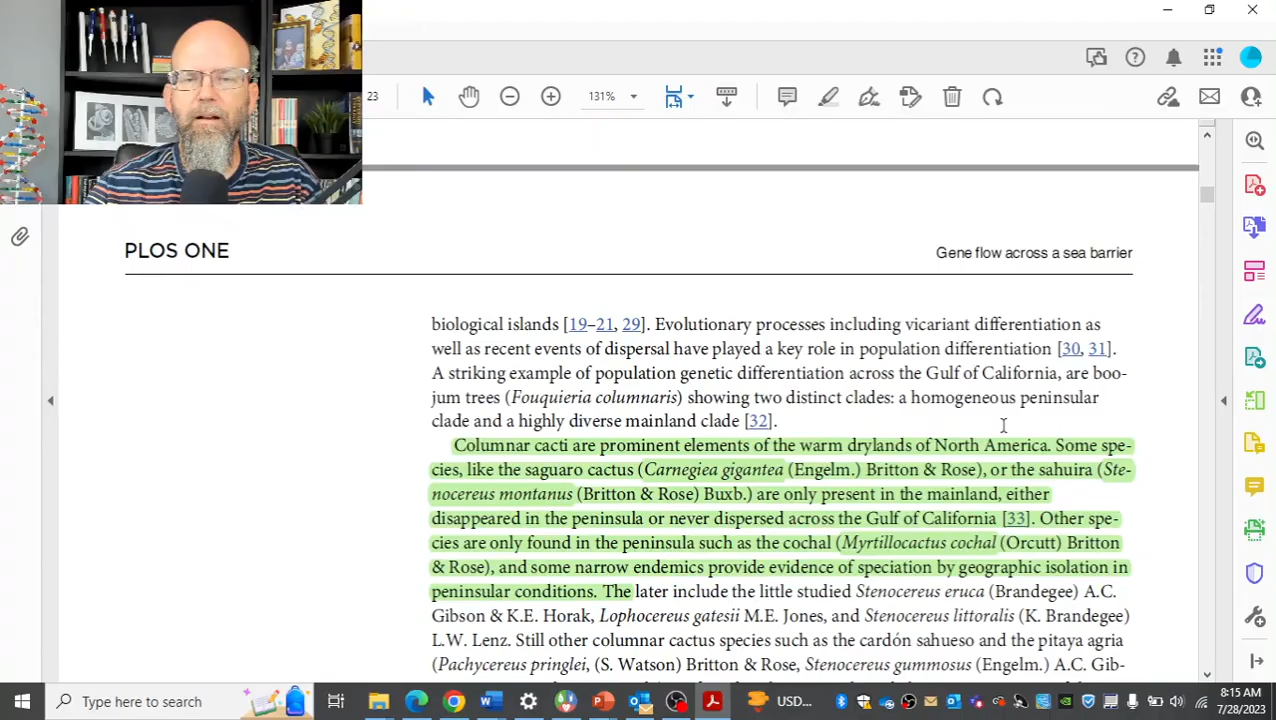 23
131%
PLOS ONE
Gene flow across a sea barrier
biological islands [19–21, 29]. Evolutionary processes including vicariant differentiation as
well as recent events of dispersal have played a key role in population differentiation [30, 31].
A striking example of population genetic differentiation across the Gulf of California, are boo-
jum trees (Fouquieria columnaris) showing two distinct clades: a homogeneous peninsular
clade and a highly diverse mainland clade [32].
Columnar cacti are prominent elements of the warm drylands of North America. Some spe-
cies, like the saguaro cactus (Carnegiea gigantea (Engelm.) Britton & Rose), or the sahuira (Ste-
nocereus montanus (Britton & Rose) Buxb.) are only present in the mainland, either
disappeared in the peninsula or never dispersed across the Gulf of California [33]. Other spe-
cies are only found in the peninsula such as the cochal (Myrtillocactus cochal (Orcutt) Britton
& Rose), and some narrow endemics provide evidence of speciation by geographic isolation in
peninsular conditions. The later include the little studied Stenocereus eruca (Brandegee) A.C.
Gibson & K.E. Horak, Lophocereus gatesii M.E. Jones, and Stenocereus littoralis (K. Brandegee)
L.W. Lenz. Still other columnar cactus species such as the cardón sahueso and the pitaya agria
(Pachycereus pringlei, (S. Watson) Britton & Rose, Stenocereus gummosus (Engelm.) A.C. Gib-
Type here to search
USD...
8:15 AM
7/28/2023